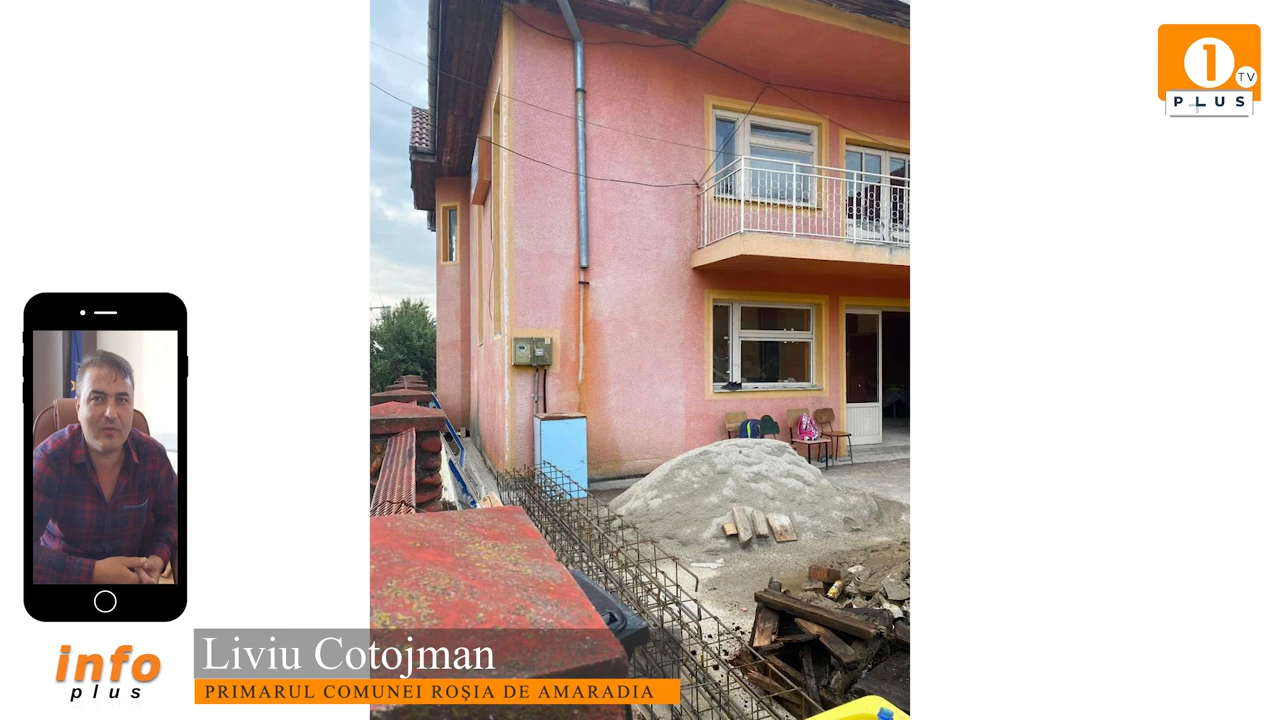 1
TV
PLUS
info
plus
Liviu Cotojman
PRIMARUL COMUNEI ROȘIA DE AMARADIA